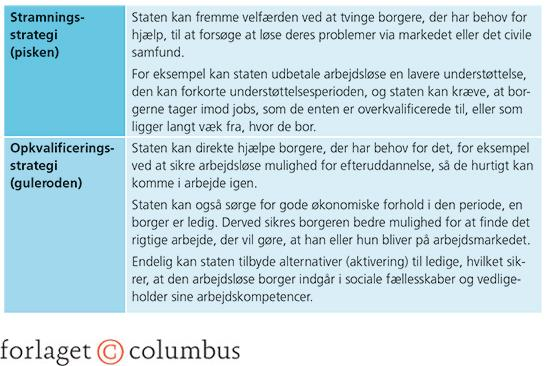 Stramnings-
strategi
(pisken)
Staten kan fremme velfærden ved at tvinge borgere, der har behov for
hjælp, til at forsøge at løse deres problemer via markedet eller det civile
samfund.
For eksempel kan staten udbetale arbejdsløse en lavere understøttelse,
den kan forkorte understøttelsesperioden, og staten kan kræve, at bor-
gerne tager imod jobs, som de enten er overkvalificerede til, eller som
ligger langt væk fra, hvor de bor.
Opkvalificerings-
strategi
(guleroden)
Staten kan direkte hjælpe borgere, der har behov for det, for eksempel
ved at sikre arbejdsløse mulighed for efteruddannelse, så de hurtigt kan
komme i arbejde igen.
Staten kan også sørge for gode økonomiske forhold i den periode, en
borger er ledig. Derved sikres borgeren bedre mulighed for at finde det
rigtige arbejde, der vil gøre, at han eller hun bliver på arbejdsmarkedet.
Endelig kan staten tilbyde alternativer (aktivering) til ledige, hvilket sik-
rer, at den arbejdsløse borger indgår i sociale fællesskaber og vedlige-
holder sine arbejdskompetencer.
forlaget © columbus